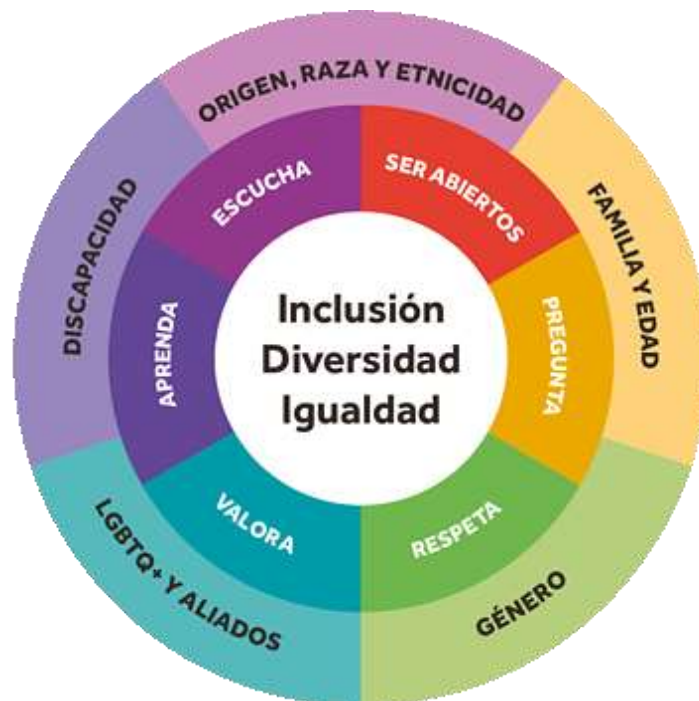 ORIGEN, RAZA Y ETNICIDAD
FAMILIA Y EDAD
GÉNERO
LGBTQ+ Y ALIADOS
DISCAPACIDAD
ESCUCHA
SER ABIERTOS
PREGUNTA
RESPETA
VALORA
APRENDA
Inclusión
Diversidad
Igualdad